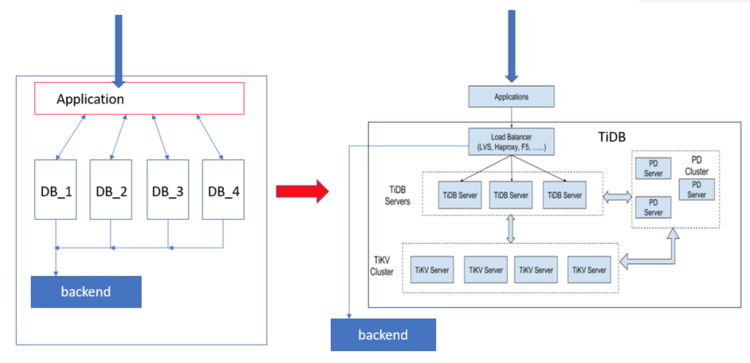 Application
DB_1
DB_2
DB_3
DB_4
backend
Applications
Load Balancer
(LVS, Haproxy, F5, ......)
TiDB
TiDB
Servers
TiDB Server
TiDB Server
TiDB Server
PD
Server
PD
Cluster
PD
Server
PD
Server
TiKV
Cluster
TiKV Server
TiKV Server
TiKV Server
TiKV Server
backend